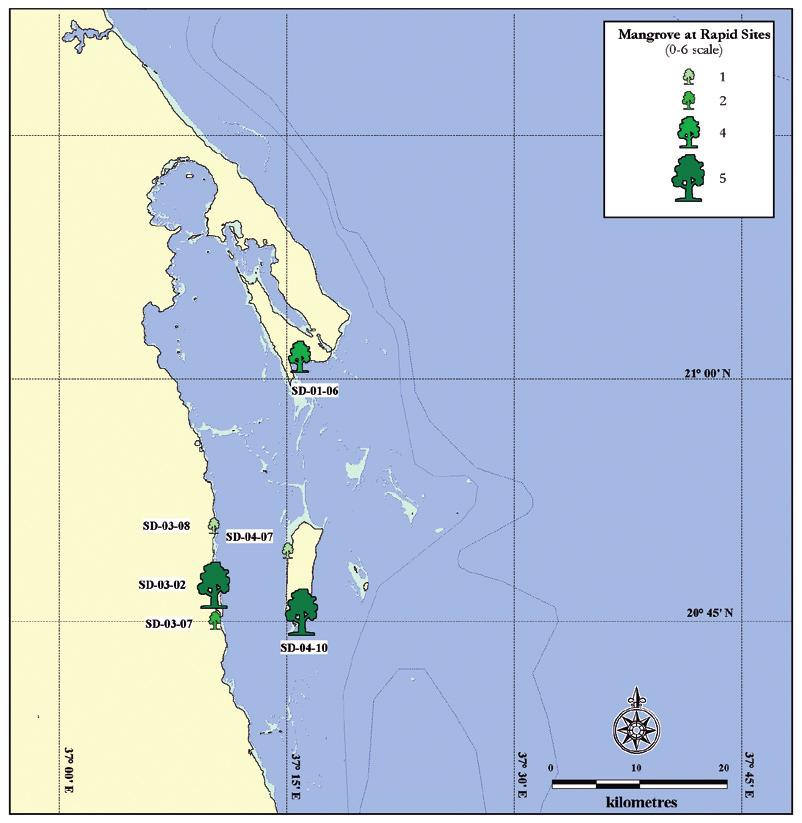 Mangrove at Rapid Sites
(0-6 scale)
1
2
4
5
21° 00' N
SD-01-06
SD-03-08
SD-04-07
SD-03-02
SD-03-07
20° 45' N
SD-04-10
37° 00' E
37° 15' E
37° 30' E
37° 45' E
0 10 20
kilometres